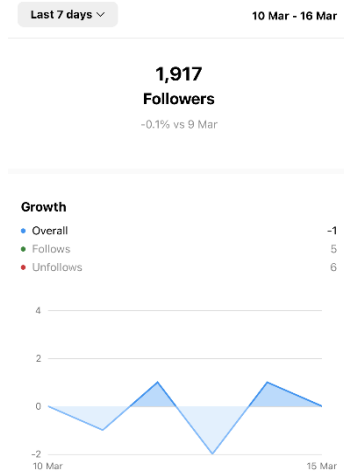 Last 7 days
10 Mar - 16 Mar
1,917
Followers
-0.1% vs 9 Mar
Growth
Overall -1
Follows 5
Unfollows 6
4
2
0
-2
10 Mar 15 Mar